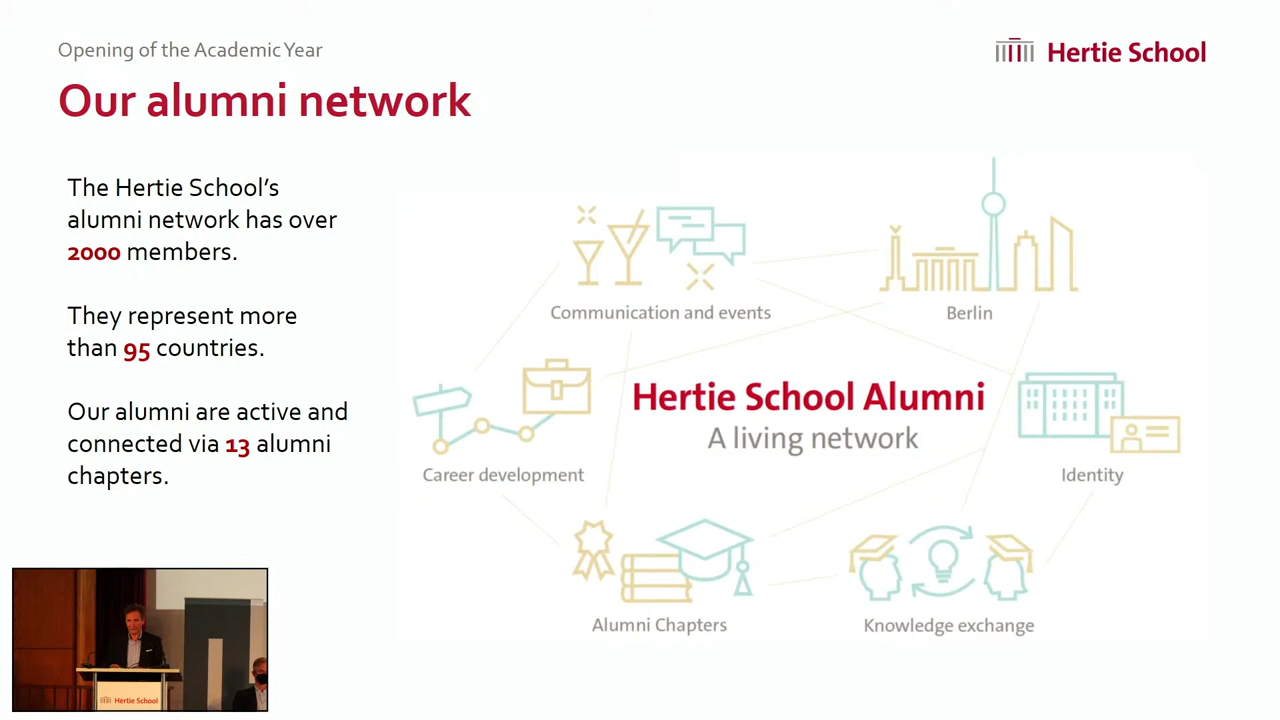 Opening of the Academic Year
Hertie School
Our alumni network
The Hertie School's
alumni network has over
2000 members.
They represent more
than 95 countries.
Our alumni are active and
connected via 13 alumni
chapters.
Communication and events
Berlin
Hertie School Alumni
A living network
Career development
Identity
Alumni Chapters
Knowledge exchange
Hertie School